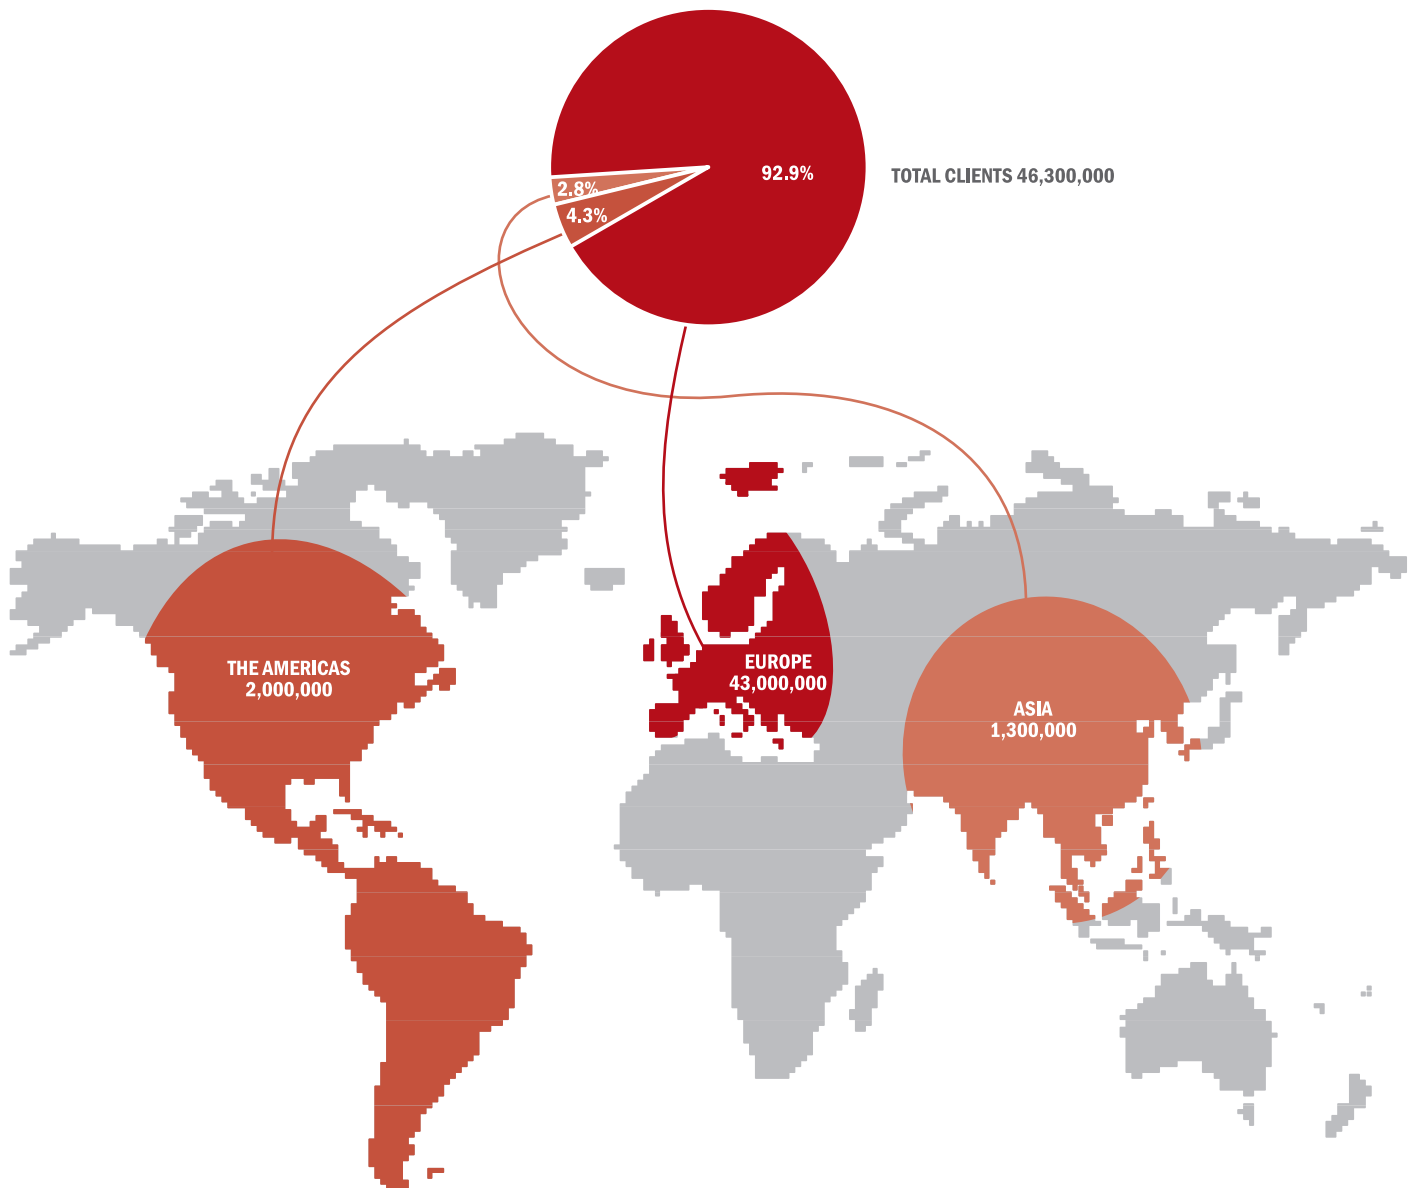 92.9%
TOTAL CLIENTS 46,300,000
2.8%
4.3%
THE AMERICAS
2,000,000
EUROPE
43,000,000
ASIA
1,300,000